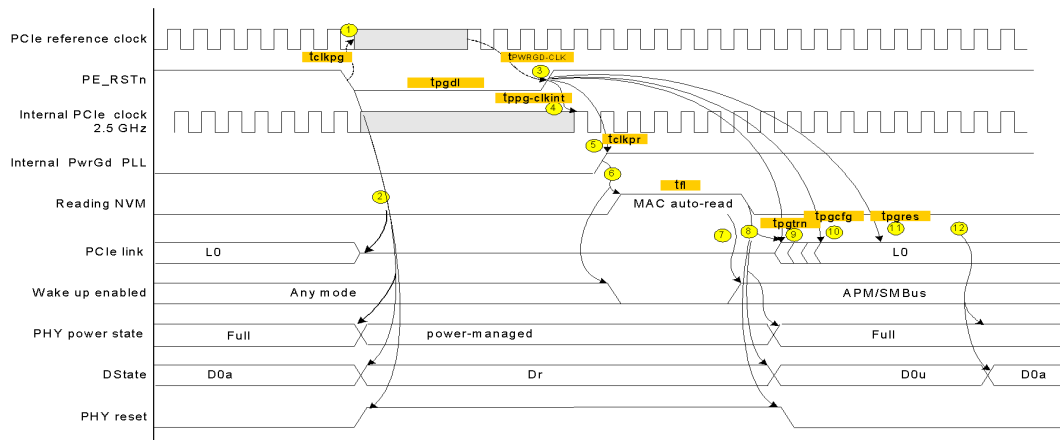 1
PCIe reference clock
tclkpg
tPWRGD-CLK
3
PE_RSTn
tpgdl
tppg-clkint
4
Internal PCIe clock
2.5 GHz
5
tclkpr
Internal PwrGd PLL
6
tfl
2
Reading NVM
MAC auto-read
tpgtrn
tpgcfg
tpgres
7
8
9
10
11
12
PCIe link
L0
L0
Wake up enabled
Any mode
APM/SMBus
PHY power state
Full
power-managed
Full
DState
D0a
Dr
D0u
D0a
PHY reset